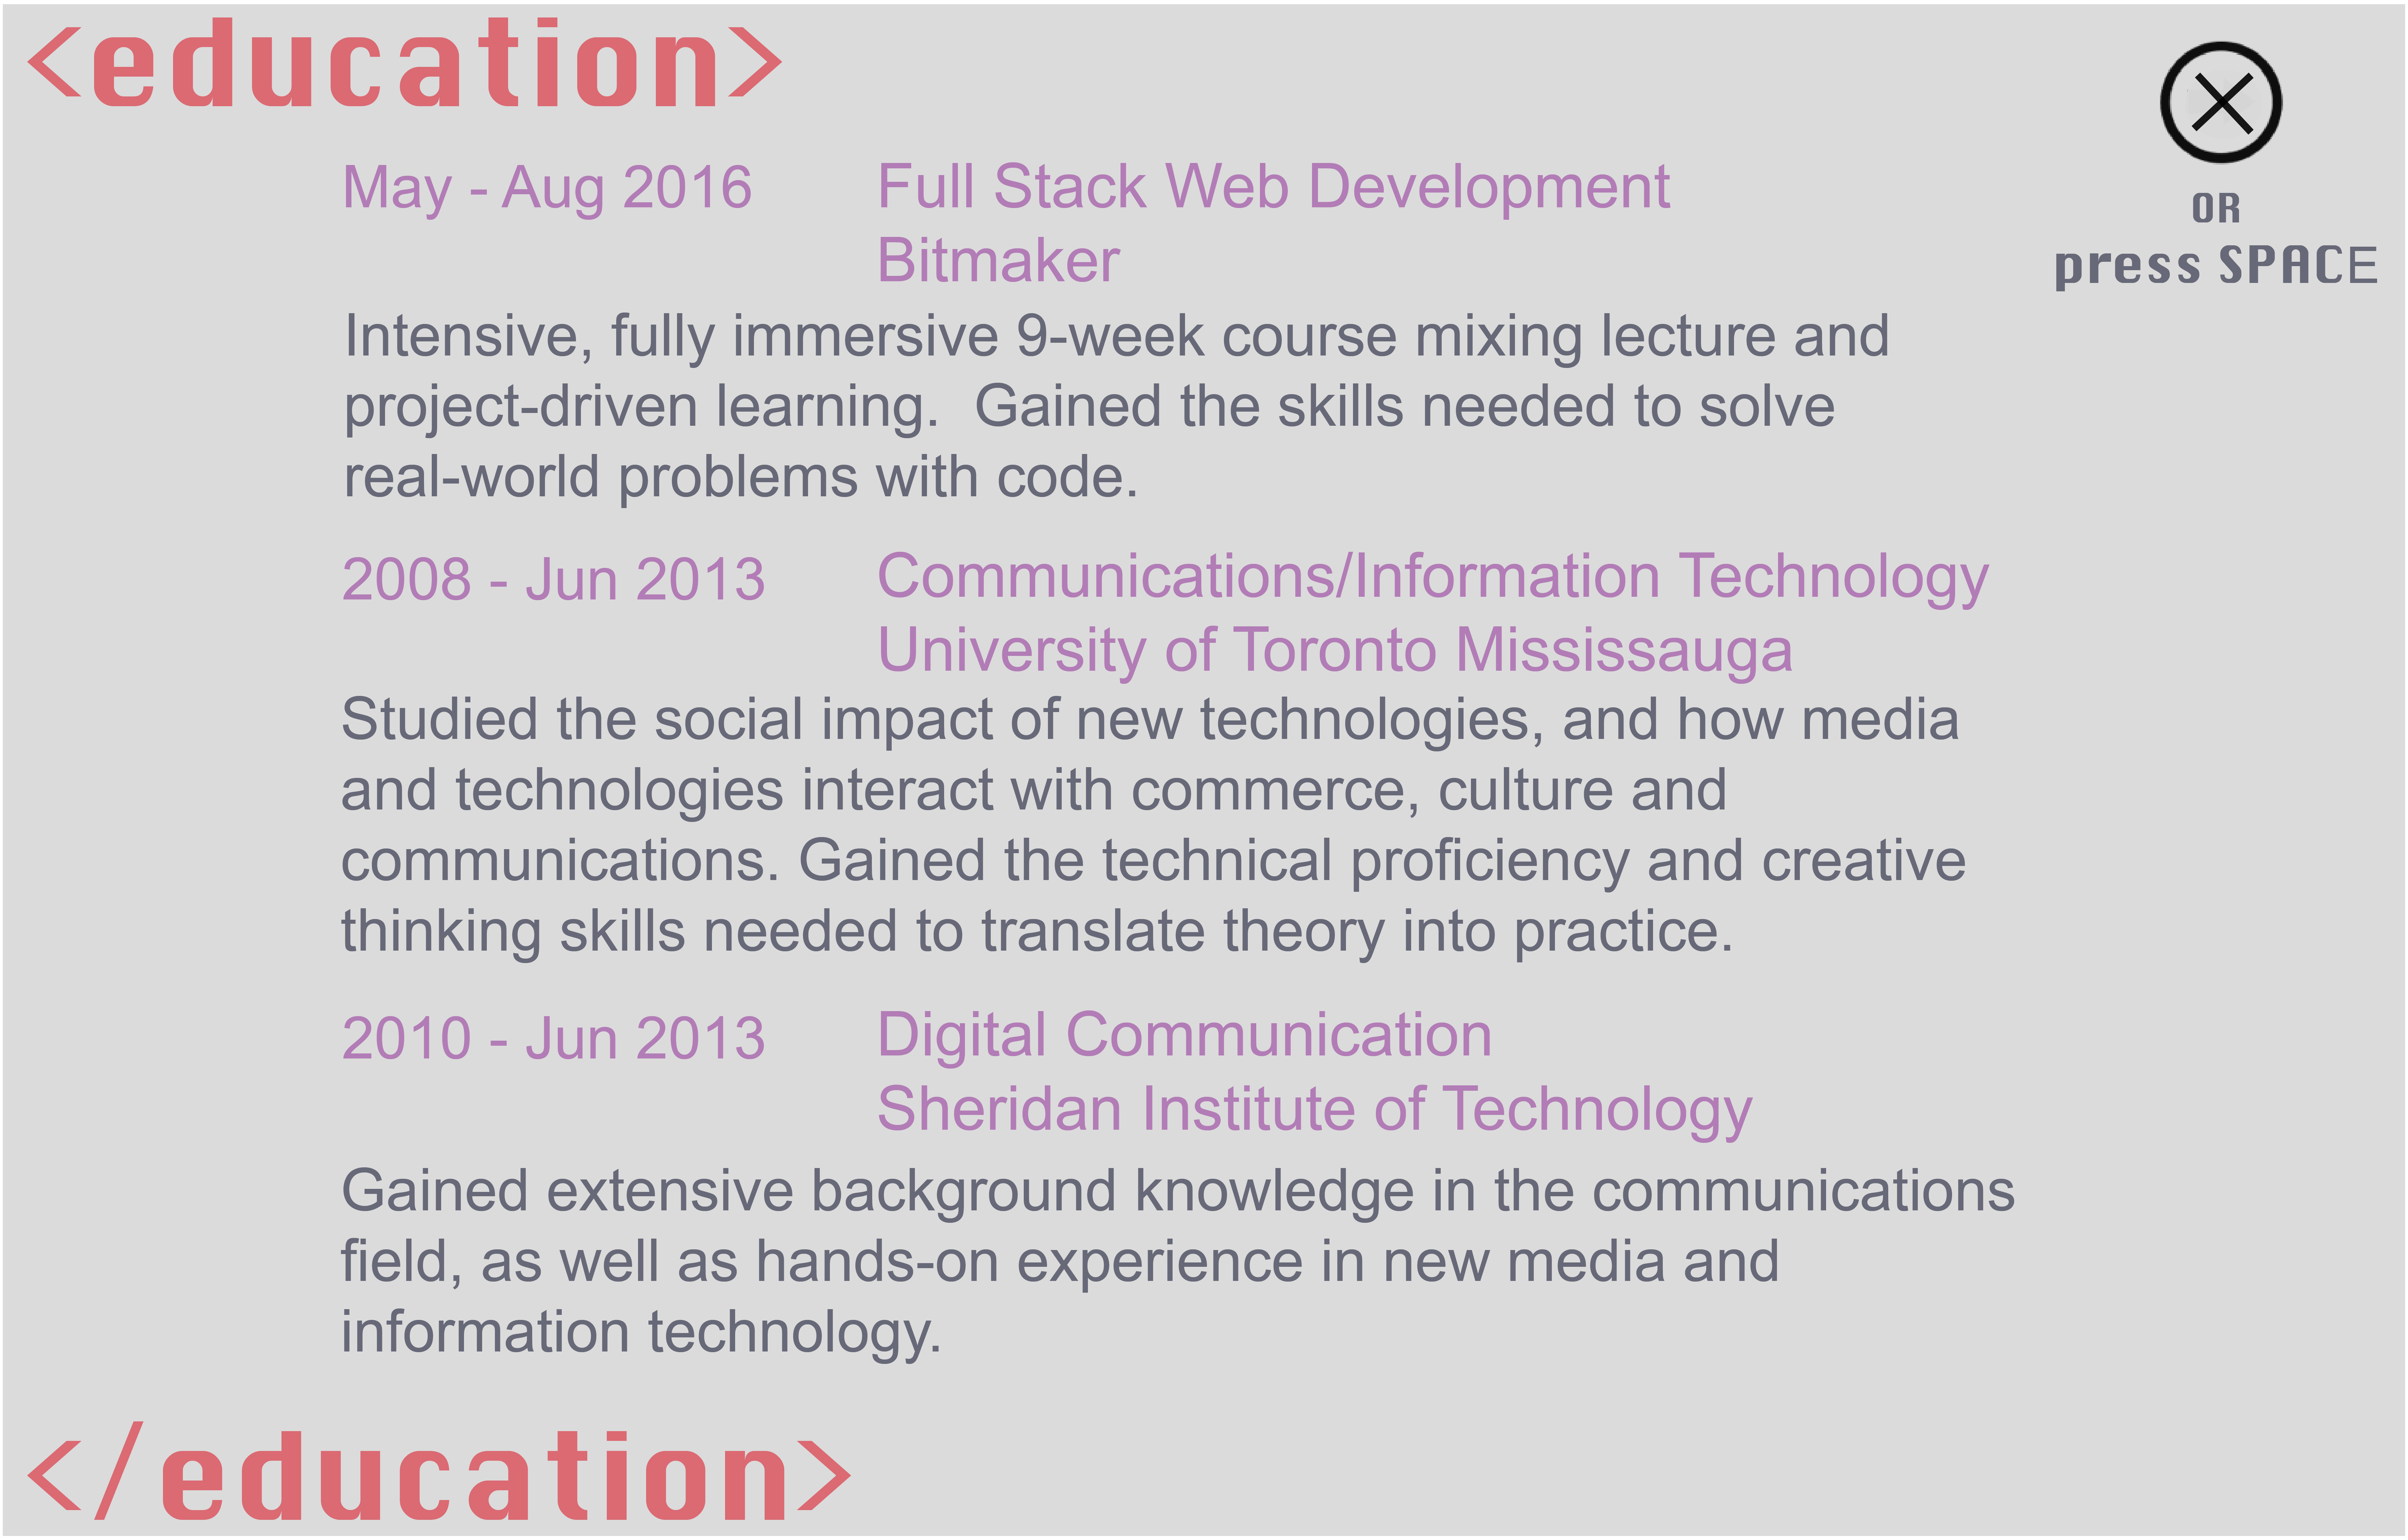 <education>
OR
press SPACE
May - Aug 2016 Full Stack Web Development
Bitmaker
Intensive, fully immersive 9-week course mixing lecture and
project-driven learning.  Gained the skills needed to solve
real-world problems with code.
2008 - Jun 2013 Communications/Information Technology
University of Toronto Mississauga
Studied the social impact of new technologies, and how media
and technologies interact with commerce, culture and
communications. Gained the technical proficiency and creative
thinking skills needed to translate theory into practice.
2010 - Jun 2013 Digital Communication
Sheridan Institute of Technology
Gained extensive background knowledge in the communications
field, as well as hands-on experience in new media and
information technology.
</education>